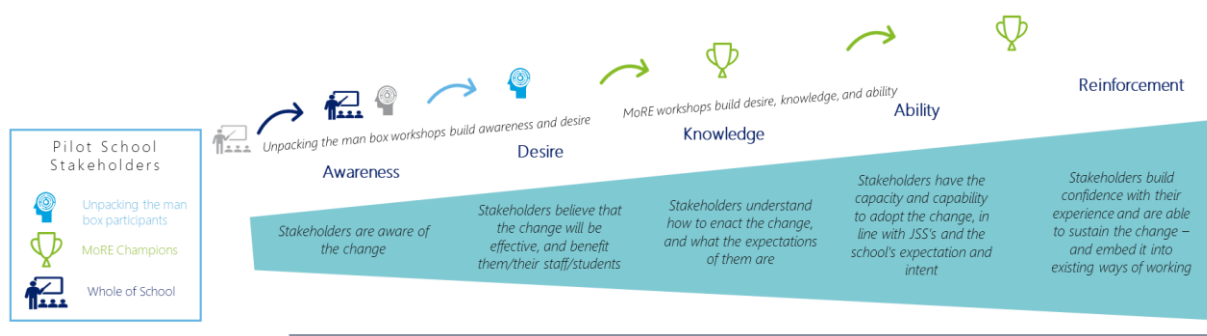 Pilot School
Stakeholders
Unpacking the man
box participants
MoRE Champions
Whole of School
Unpacking the man box workshops build awareness and desire
MoRE workshops build desire, knowledge, and ability
Awareness
Desire
Knowledge
Ability
Reinforcement
Stakeholders are aware of
the change
Stakeholders believe that
the change will be
effective, and benefit
them/their staff/students
Stakeholders understand
how to enact the change,
and what the expectations
of them are
Stakeholders have the
capacity and capability
to adopt the change, in
line with JSS's and the
school's expectation and
intent
Stakeholders build
confidence with their
experience and are able
to sustain the change –
and embed it into
existing ways of working